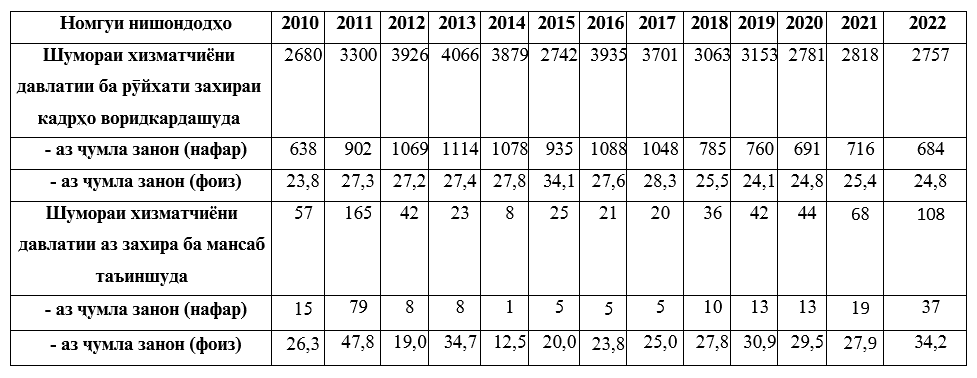 Номгуи нишондодҳо 2010 2011 2012 2013 2014 2015 2016 2017 2018 2019 2020 2021 2022
Шумораи хизматчиёни 2680 3300 3926 4066 3879 2742 3935 3701 3063 3153 2781 2818 2757
давлатии ба рӯйхати захираи
кадрҳо воридкардашуда
- аз ҷумла занон (нафар) 638 902 1069 1114 1078 935 1088 1048 785 760 691 716 684
- аз ҷумла занон (фоиз) 23,8 27,3 27,2 27,4 27,8 34,1 27,6 28,3 25,5 24,1 24,8 25,4 24,8
Шумораи хизматчиёни 57 165 42 23 8 25 21 20 36 42 44 68 108
давлатии аз захира ба мансаб
таъиншуда
- аз ҷумла занон (нафар) 15 79 8 8 1 5 5 5 10 13 13 19 37
- аз ҷумла занон (фоиз) 26,3 47,8 19,0 34,7 12,5 20,0 23,8 25,0 27,8 30,9 29,5 27,9 34,2